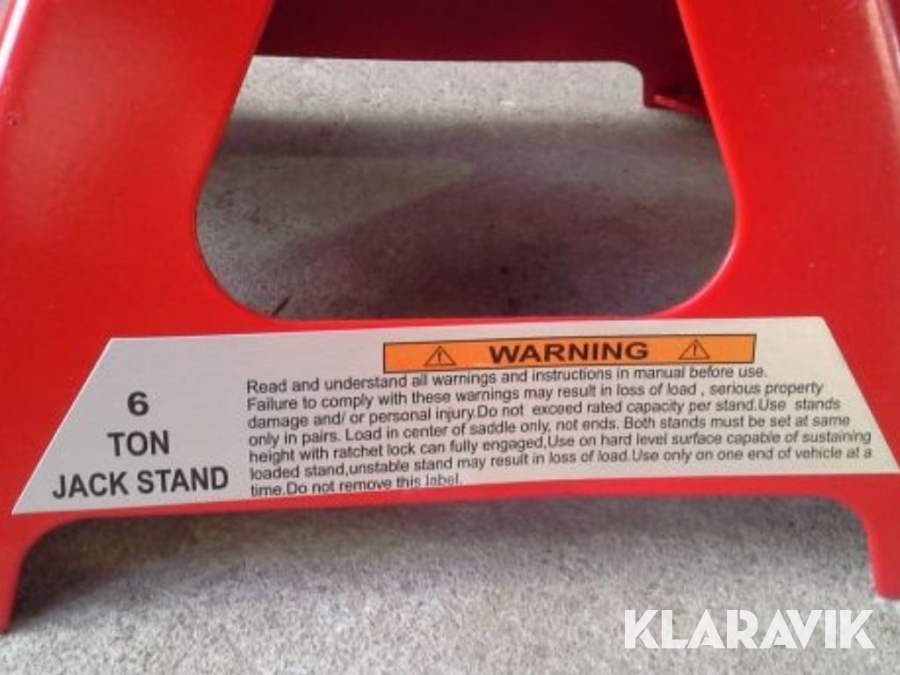 6
TON
JACK STAND
WARNING
Read and understand all warnings and instructions in manual before use.
Failure to comply with these warnings may result in loss of load , serious property
damage and/ or personal injury.Do not exceed rated capacity per stand.Use stands
only in pairs. Load in center of saddle only, not ends. Both stands must be set at same
height with ratchet lock can fully engaged,Use on hard level surface capable of sustaining
loaded stand,unstable stand may result in loss of load.Use only on one end of vehicle at a
time.Do not remove this label.
KLARAVIK